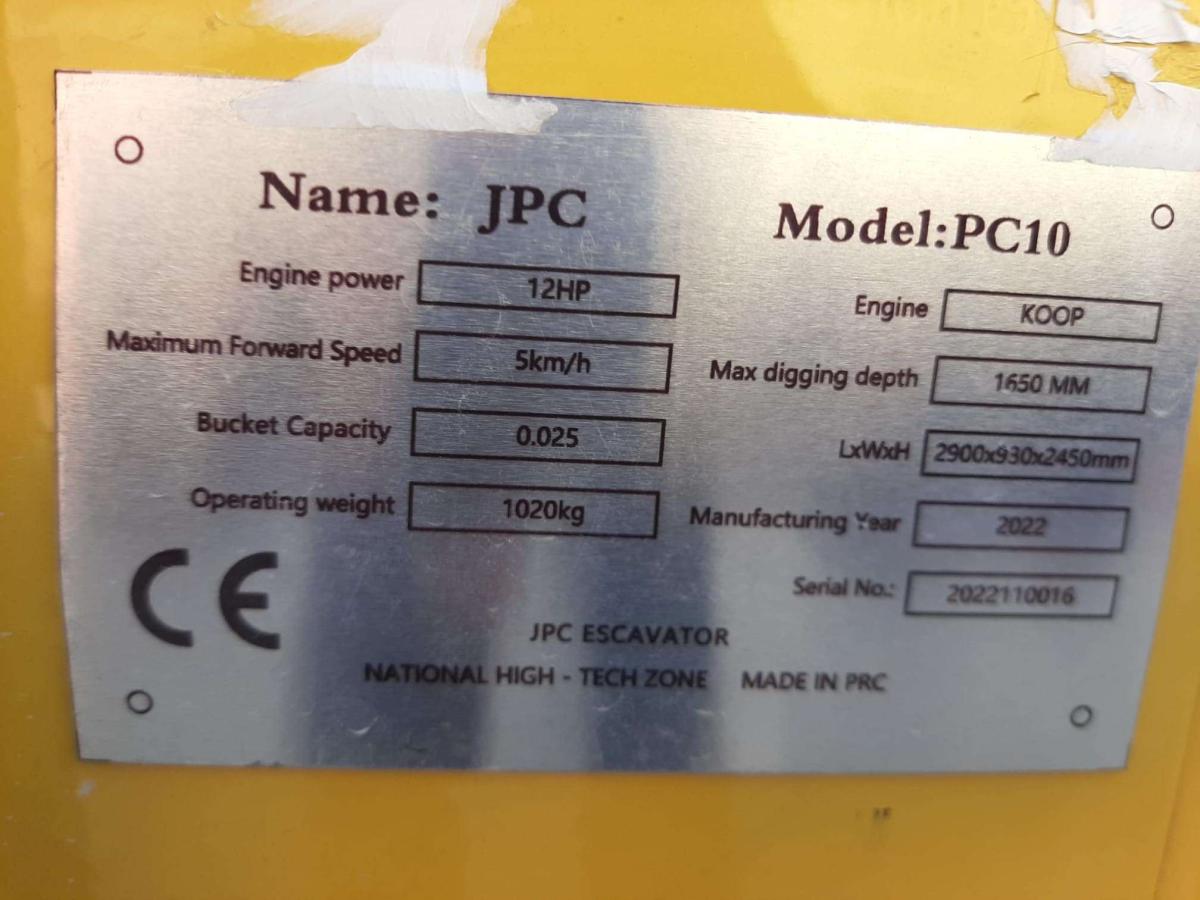 Name: JPC Model:PC10
Engine power 12HP Engine KOOP
Maximum Forward Speed 5km/h Max digging depth 1650 MM
Bucket Capacity 0.025 LxWxH 2900x930x2450mm
Operating weight 1020kg Manufacturing Year 2022
Serial No.: 2022110016
CE
JPC ESCAVATOR
NATIONAL HIGH - TECH ZONE MADE IN PRC